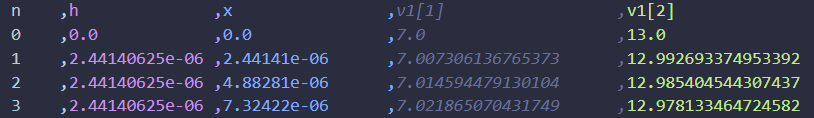 n    ,h               ,x              ,v1[1]              ,v1[2]
0    ,0.0             ,0.0            ,7.0                ,13.0
1    ,2.44140625e-06  ,2.44141e-06    ,7.007306136765373  ,12.992693374953392
2    ,2.44140625e-06  ,4.88281e-06    ,7.014594479130104  ,12.985404544307437
3    ,2.44140625e-06  ,7.32422e-06    ,7.021865070431749  ,12.978133464724582